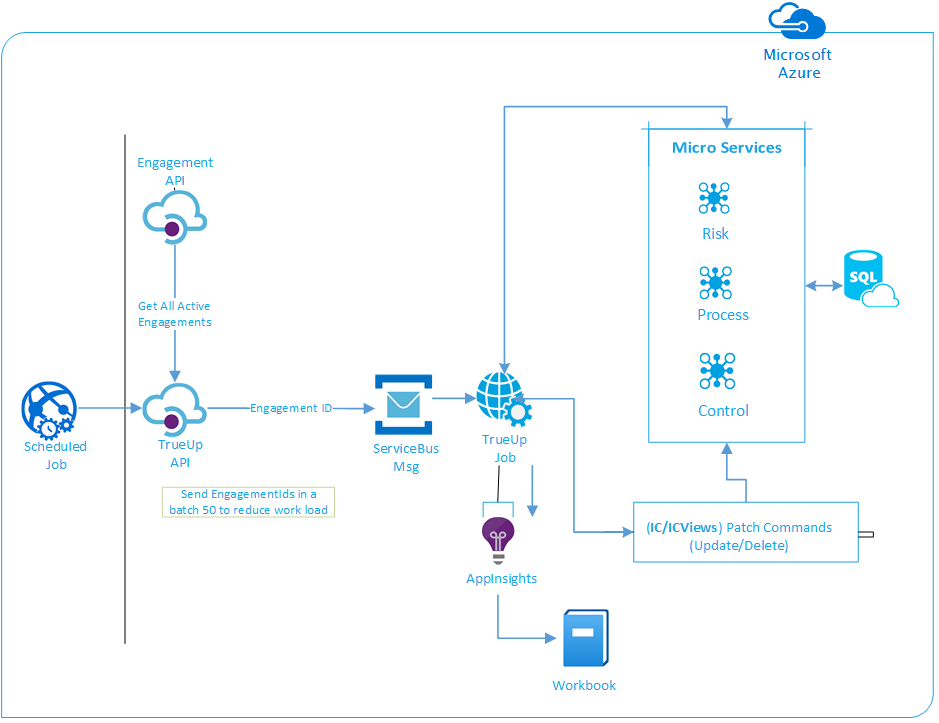 Microsoft
Azure
Engagement
API
Micro Services
Risk
SQL
Get All Active
Engagements
Process
Engagement ID
Control
Scheduled
Job
TrueUp
API
ServiceBus
Msg
TrueUp
Job
Send EngagementIds in a
batch 50 to reduce work load
(IC/ICViews) Patch Commands
(Update/Delete)
AppInsights
Workbook